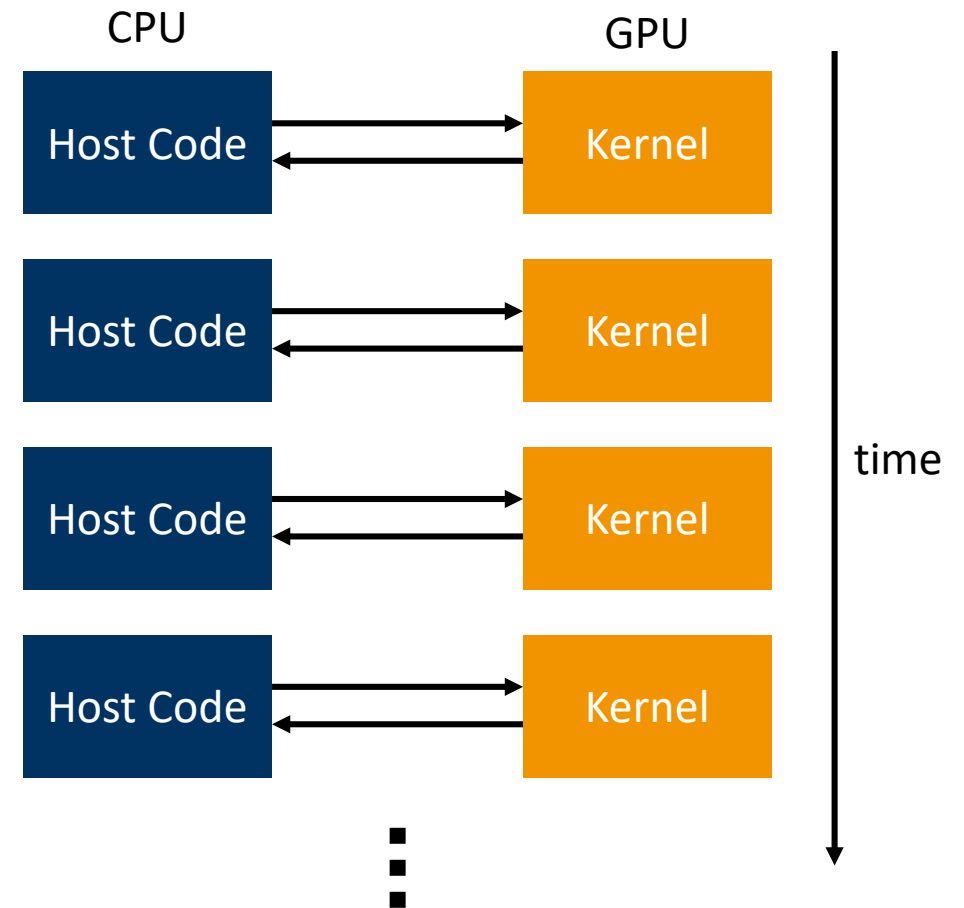 CPU
GPU
Host Code
Kernel
Host Code
Kernel
time
Host Code
Kernel
Host Code
Kernel